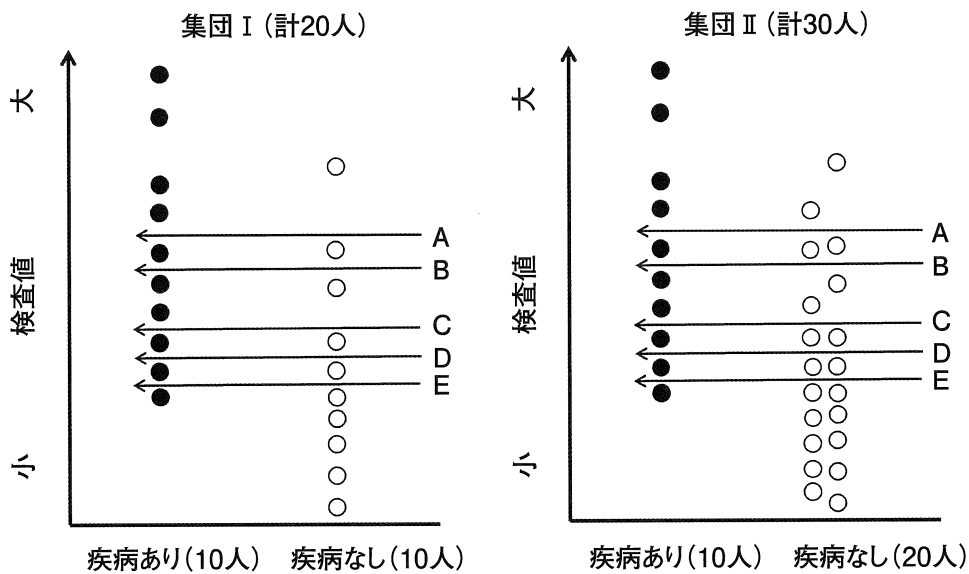 集団Ⅰ(計20人)
大
検査値
小
A
B
C
D
E
疾病あり(10人)
疾病なし(10人)
集団Ⅱ(計30人)
大
検査値
小
A
B
C
D
E
疾病あり(10人)
疾病なし(20人)